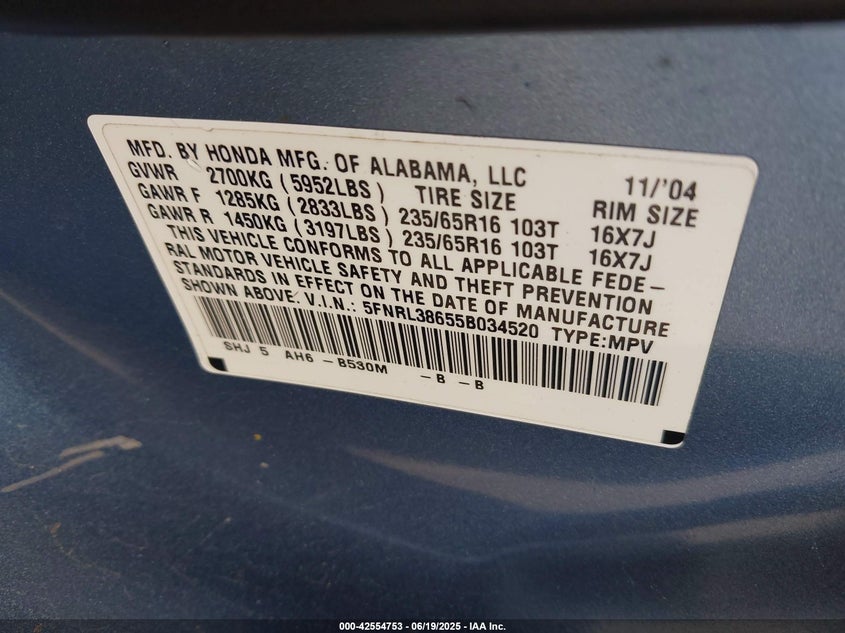 MFD. BY HONDA MFG. OF ALABAMA, LLC 11/'04
GVWR 2700KG (5952LBS) TIRE SIZE RIM SIZE
GAWR F 1285KG (2833LBS) 235/65R16 103T 16X7J
GAWR R 1450KG (3197LBS) 235/65R16 103T 16X7J
THIS VEHICLE CONFORMS TO ALL APPLICABLE FEDE-
RAL MOTOR VEHICLE SAFETY AND THEFT PREVENTION
STANDARDS IN EFFECT ON THE DATE OF MANUFACTURE
SHOWN ABOVE. V.I.N.: 5FNRL38655B034520 TYPE:MPV
SHJ 5 AH6 -B530M -B -B
000-42554753 | 06/19/2025 - IAA Inc.